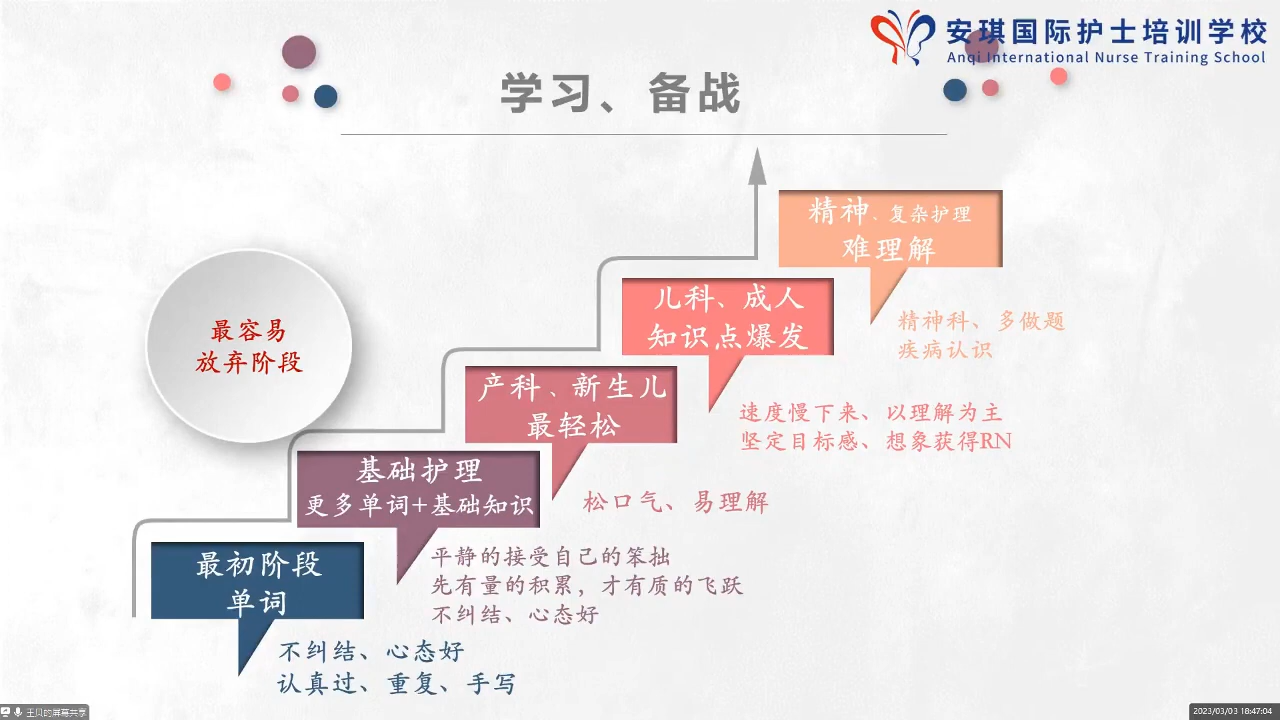 安琪国际护士培训学校
Anqi International Nurse Training School
学习、备战
精神、复杂护理
难理解
儿科、成人
知识点爆发
精神科、多做题
疾病认识
最容易
放弃阶段
产科、新生儿
最轻松
速度慢下来、以理解为主
坚定目标感、想象获得RN
基础护理
更多单词+基础知识
松口气、易理解
最初阶段
单词
平静的接受自己的笨拙
先有量的积累，才有质的飞跃
不纠结、心态好
不纠结、心态好
认真过、重复、手写
王贝的屏幕共享
2023/03/03 18:47:04